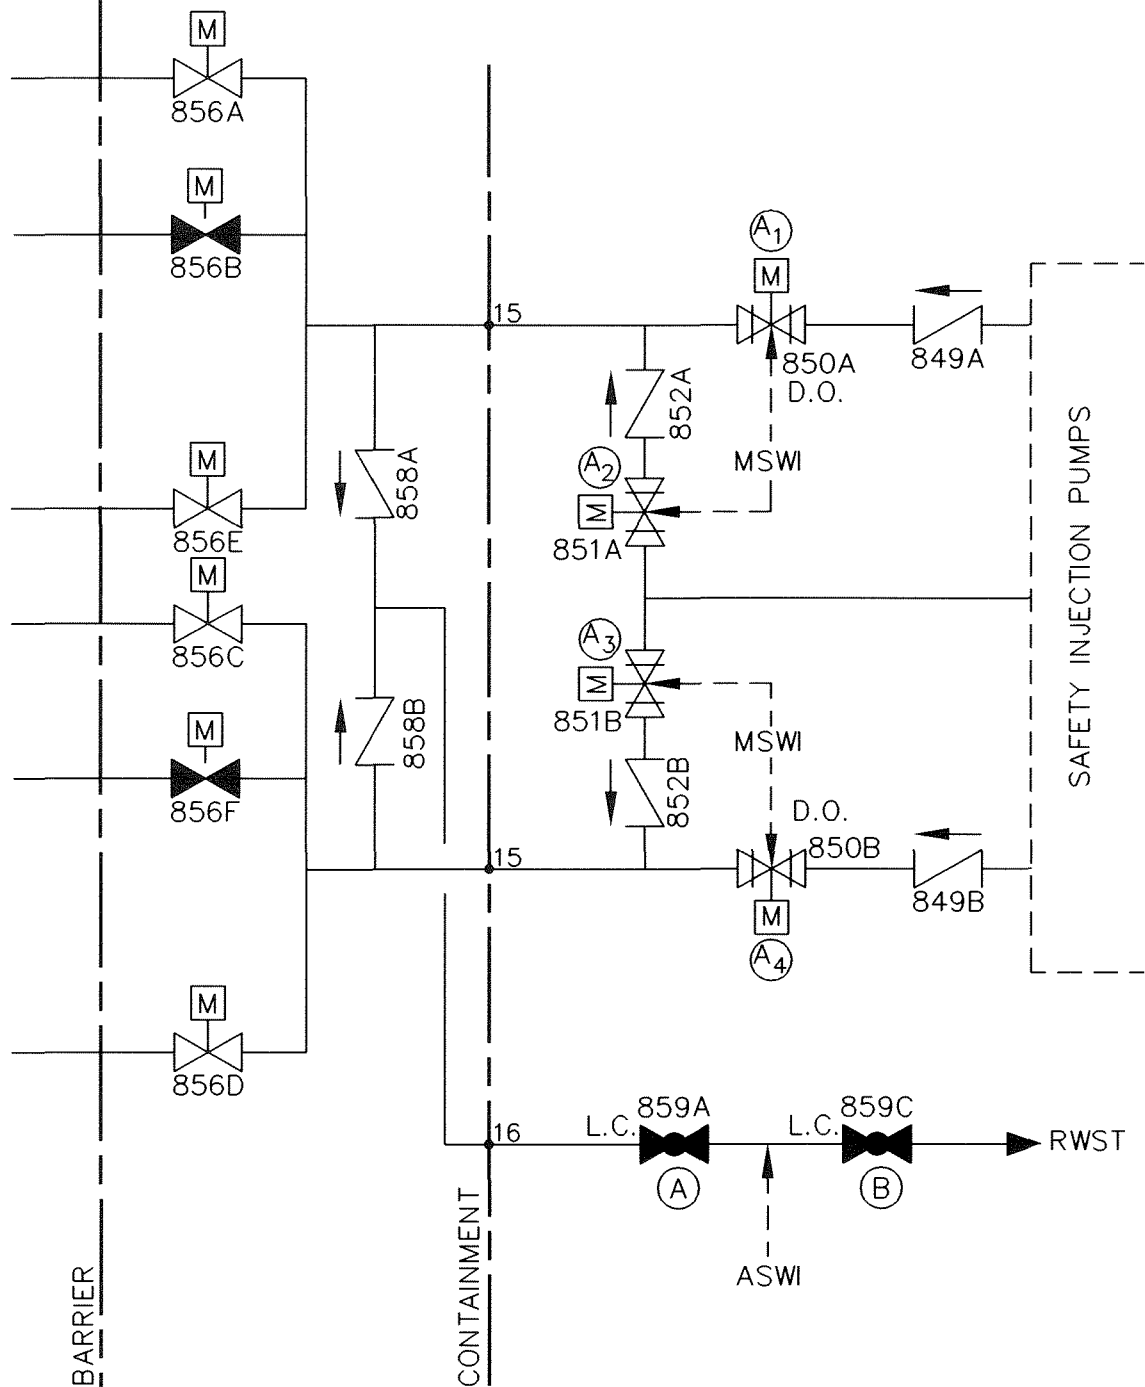 M
856A
M
856B
15
A1
M
850A
D.O.
849A
852A
858A
A2
M
851A
MSWI
M
856E
M
856C
A3
M
851B
MSWI
858B
852B
M
856F
D.O.
850B
15
849B
M
A4
M
856D
SAFETY INJECTION PUMPS
16
L.C.
859A
A
L.C.
859C
B
RWST
ASWI
BARRIER
CONTAINMENT